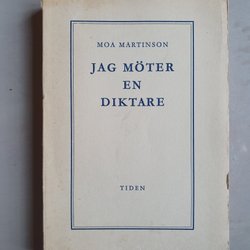 MOA MARTINSON
JAG MÖTER
EN
DIKTARE
TIDEN